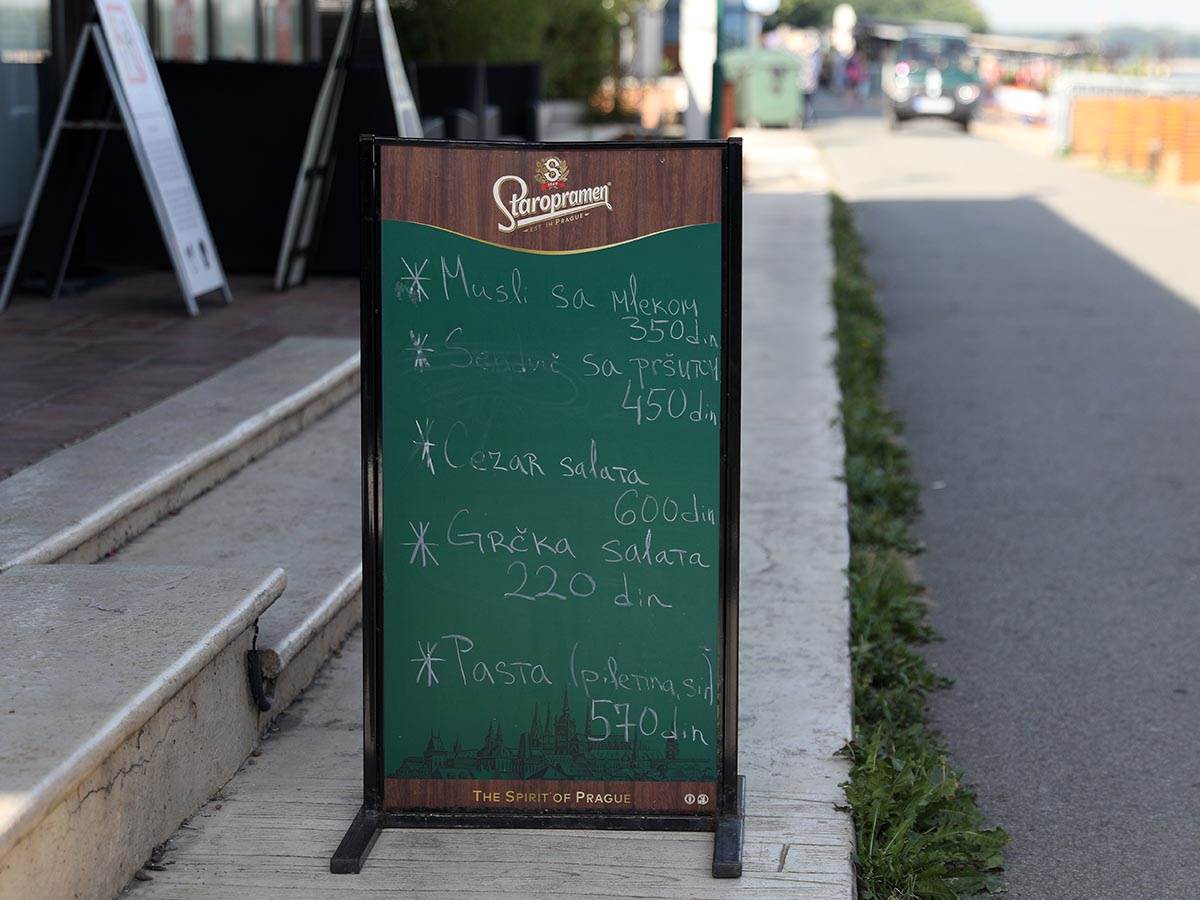 Staropramen
EST. IN PRAGUE
Musli sa mlekom
350 din
Sendvič sa pršutom
450 din
Cezar salata
600 din
Grčka salata
220 din
Pasta (piletina, sir)
570 din
THE SPIRIT OF PRAGUE